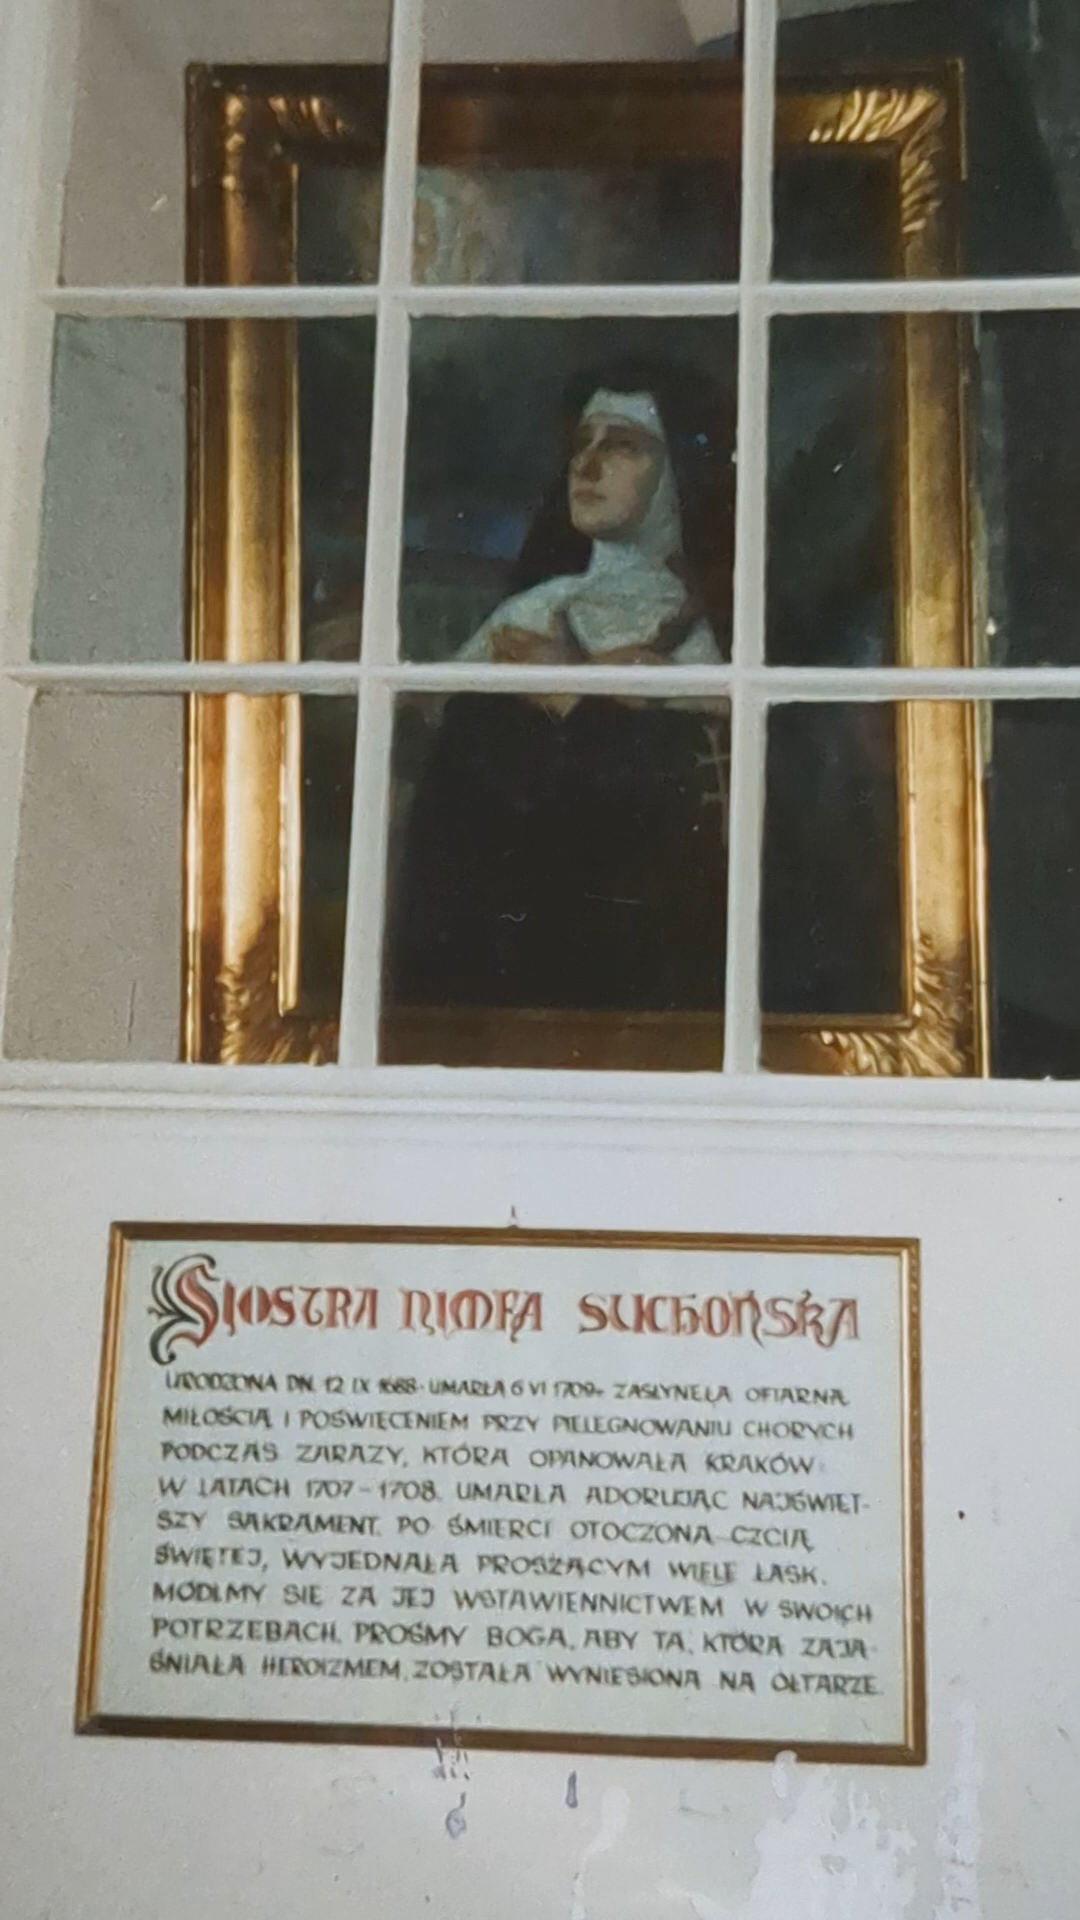 SIOSTRA NIMFA SUCHOŃSKA
URODZONA DN. 12 IX 1688 · UMARŁA 6 VI 1709 · ZASŁYNĘŁA OFIARNĄ
MIŁOŚCIĄ I POŚWIĘCENIEM PRZY PIELĘGNOWANIU CHORYCH
PODCZAS ZARAZY, KTÓRA OPANOWAŁA KRAKÓW
W LATACH 1707-1708. UMARŁA ADORUJĄC NAJŚWIĘT-
SZY SAKRAMENT. PO ŚMIERCI OTOCZONA CZCIĄ
ŚWIĘTEJ, WYJEDNAŁA PROSZĄCYM WIELE ŁASK.
MÓDLMY SIĘ ZA JEJ WSTAWIENNICTWEM W SWOICH
POTRZEBACH. PROŚMY BOGA, ABY TA, KTÓRA ZAJA-
ŚNIAŁA HEROIZMEM, ZOSTAŁA WYNIESIONA NA OŁTARZE.